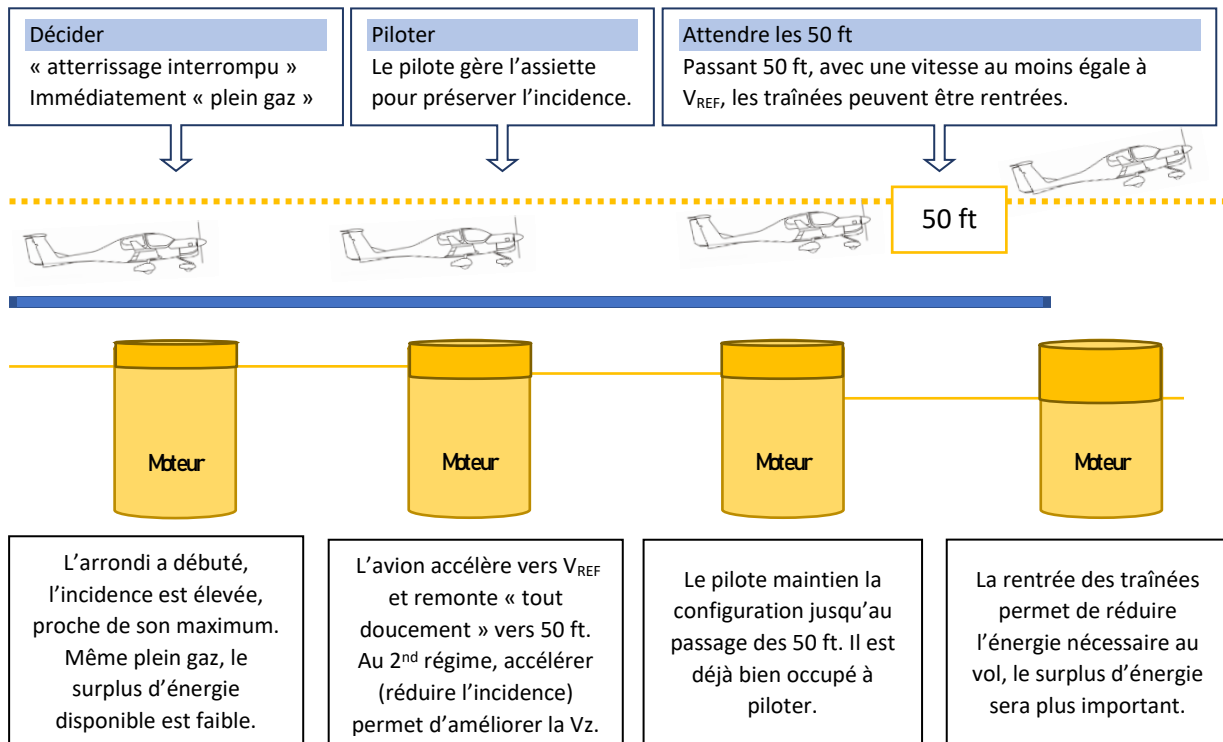 Décider
« atterrissage interrompu »
Immédiatement « plein gaz »
Piloter
Le pilote gère l’assiette
pour préserver l’incidence.
Attendre les 50 ft
Passant 50 ft, avec une vitesse au moins égale à
VREF, les traînées peuvent être rentrées.
50 ft
Moteur
Moteur
Moteur
Moteur
L’arrondi a débuté,
l’incidence est élevée,
proche de son maximum.
Même plein gaz, le
surplus d’énergie
disponible est faible.
L’avion accélère vers VREF
et remonte « tout
doucement » vers 50 ft.
Au 2nd régime, accélérer
(réduire l’incidence)
permet d’améliorer la Vz.
Le pilote maintien la
configuration jusqu’au
passage des 50 ft. Il est
déjà bien occupé à
piloter.
La rentrée des traînées
permet de réduire
l’énergie nécessaire au
vol, le surplus d’énergie
sera plus important.